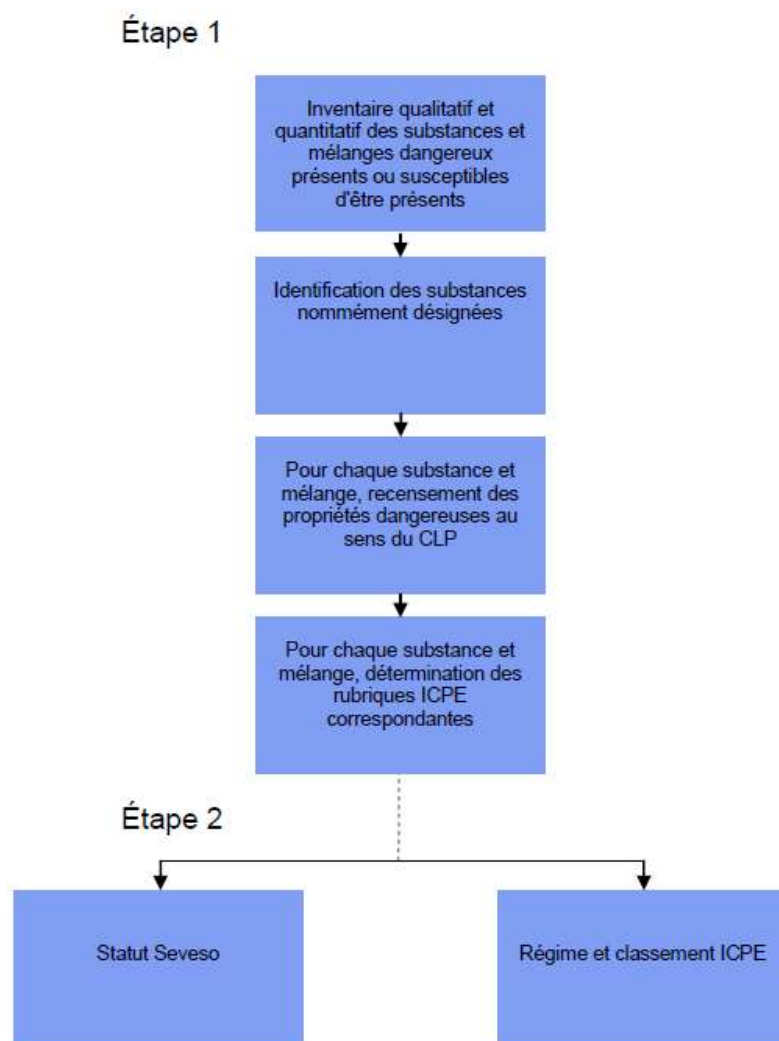 Étape 1
Inventaire qualitatif et
quantitatif des substances et
mélanges dangereux
présents ou susceptibles
d'être présents
Identification des substances
nommément désignées
Pour chaque substance et
mélange, recensement des
propriétés dangereuses au
sens du CLP
Pour chaque substance et
mélange, détermination des
rubriques ICPE
correspondantes
Étape 2
Statut Seveso
Régime et classement ICPE